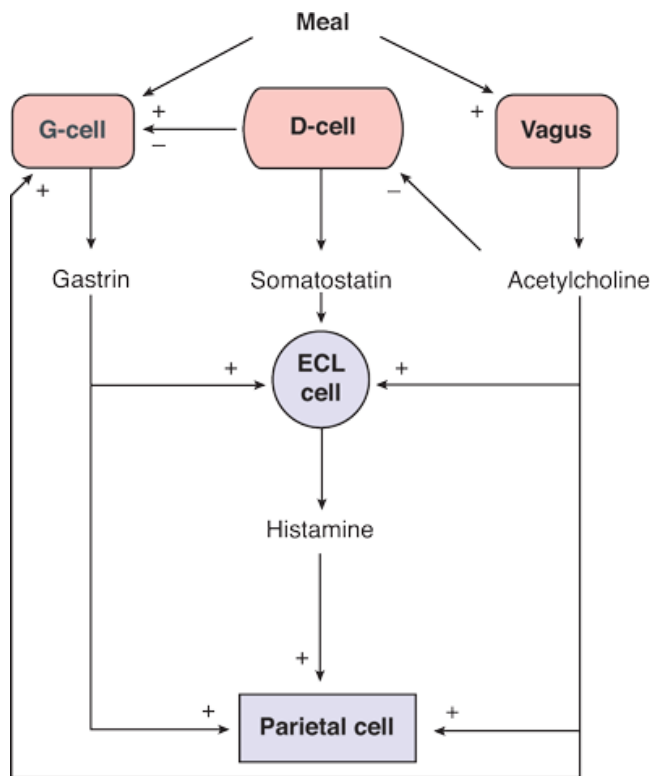 Meal
+
G-cell
+
−
D-cell
+
Vagus
+
−
Gastrin
Somatostatin
Acetylcholine
+
ECL
cell
+
Histamine
+
+
Parietal cell
+